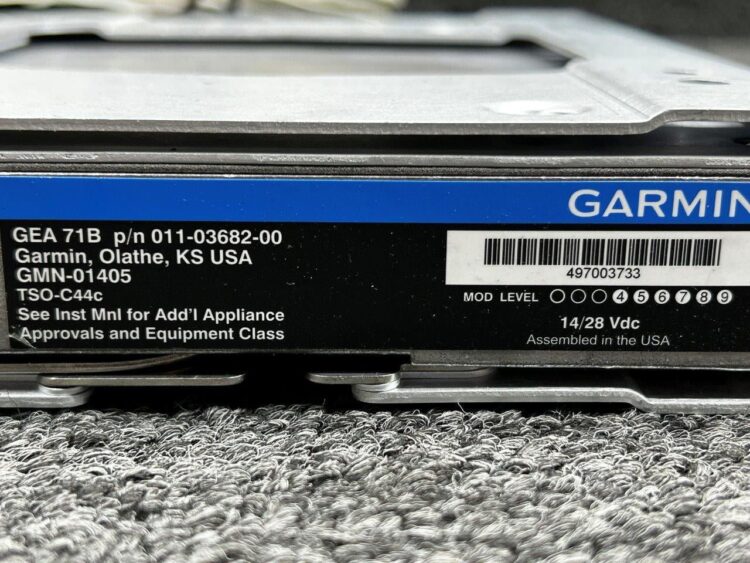 GARMIN
GEA 71B p/n 011-03682-00
Garmin, Olathe, KS USA
GMN-01405
TSO-C44c
See Inst Mnl for Add'l Appliance
Approvals and Equipment Class
497003733
MOD LEVEL 4 5 6 7 8 9
14/28 Vdc
Assembled in the USA